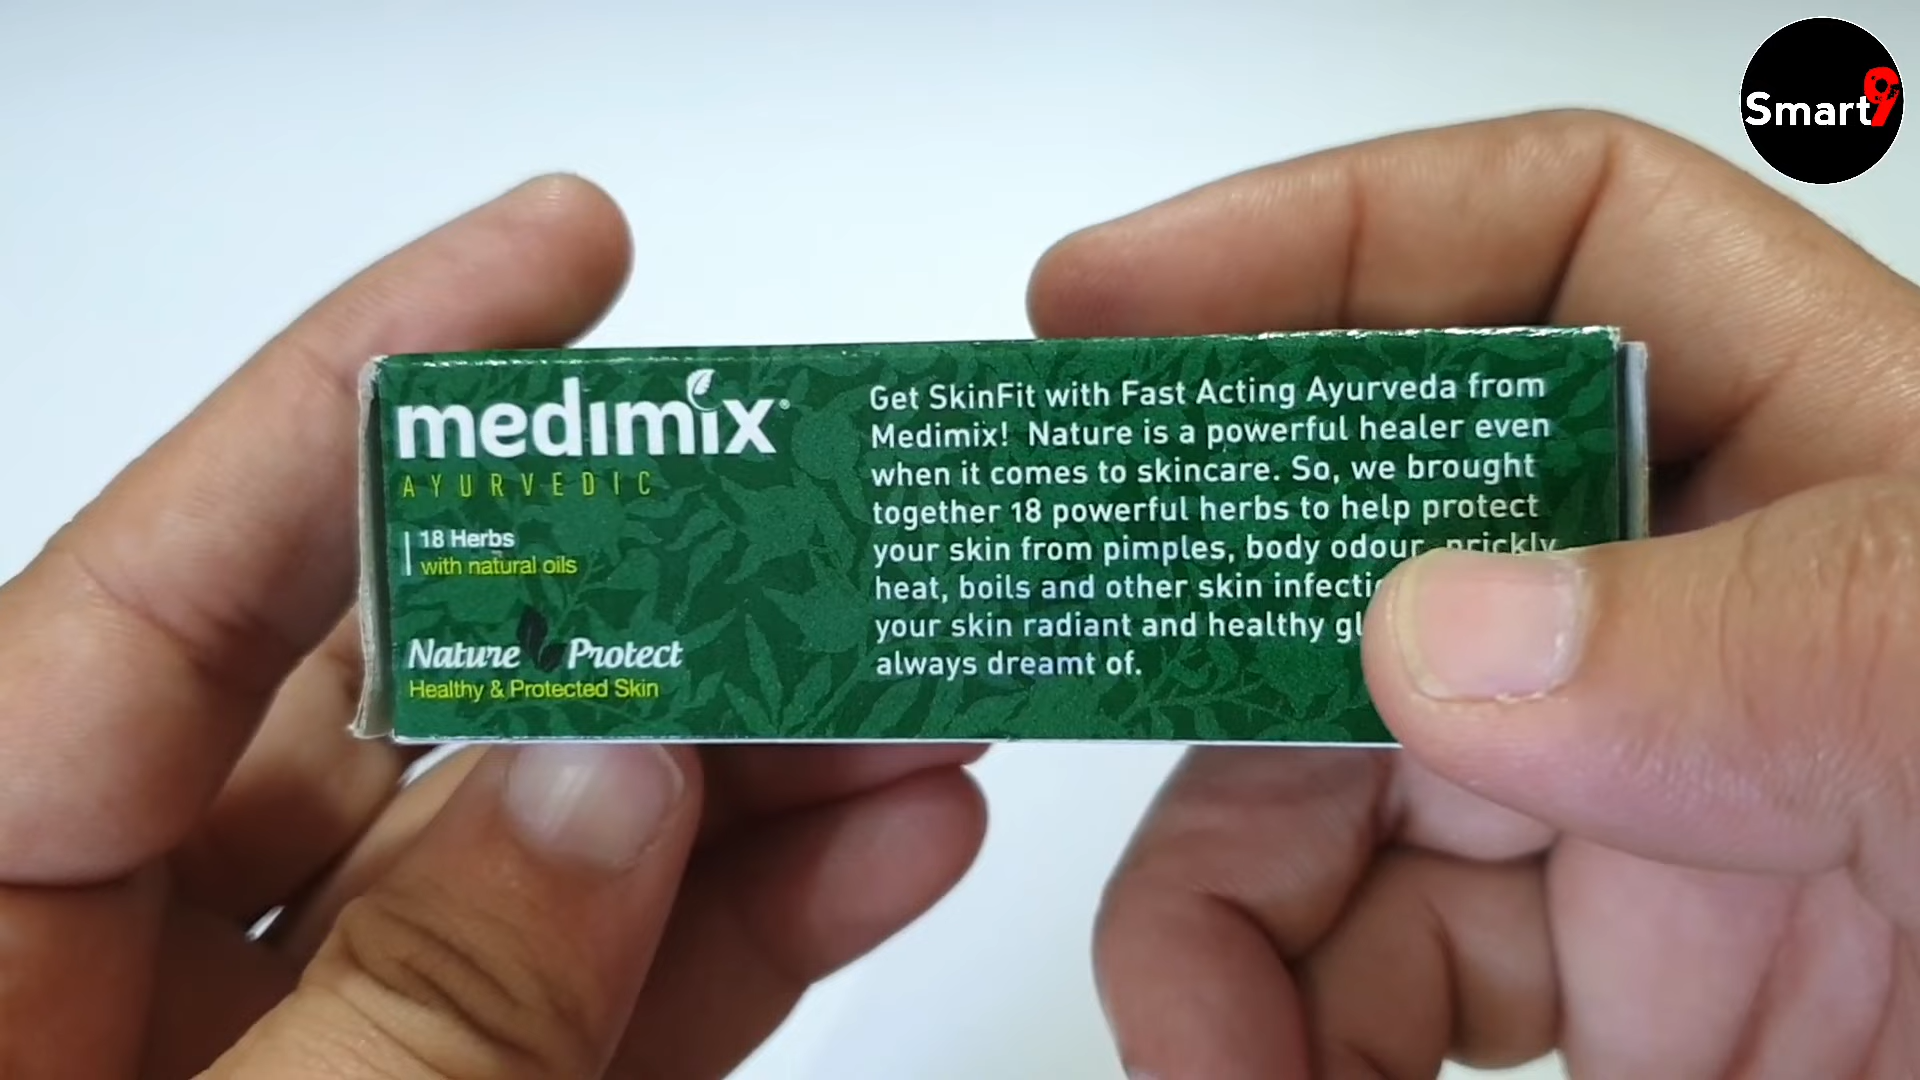 Smart9
medimix®
AYURVEDIC
18 Herbs
with natural oils
Nature Protect
Healthy & Protected Skin
Get SkinFit with Fast Acting Ayurveda from
Medimix! Nature is a powerful healer even
when it comes to skincare. So, we brought
together 18 powerful herbs to help protect
your skin from pimples, body odour, prickly
heat, boils and other skin
your skin radiant and healthy
always dreamt of.